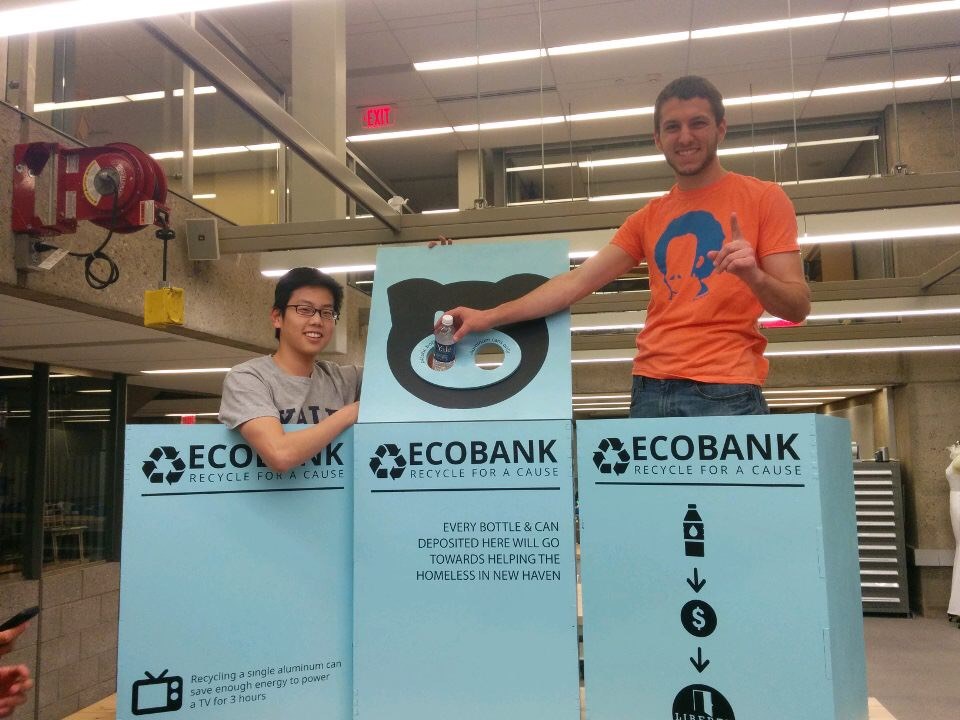 EXIT
YALE
Yale
ECOBANK
RECYCLE FOR A CAUSE
Recycling a single aluminum can
save enough energy to power
a TV for 3 hours
ECOBANK
RECYCLE FOR A CAUSE
EVERY BOTTLE & CAN
DEPOSITED HERE WILL GO
TOWARDS HELPING THE
HOMELESS IN NEW HAVEN
ECOBANK
RECYCLE FOR A CAUSE
$